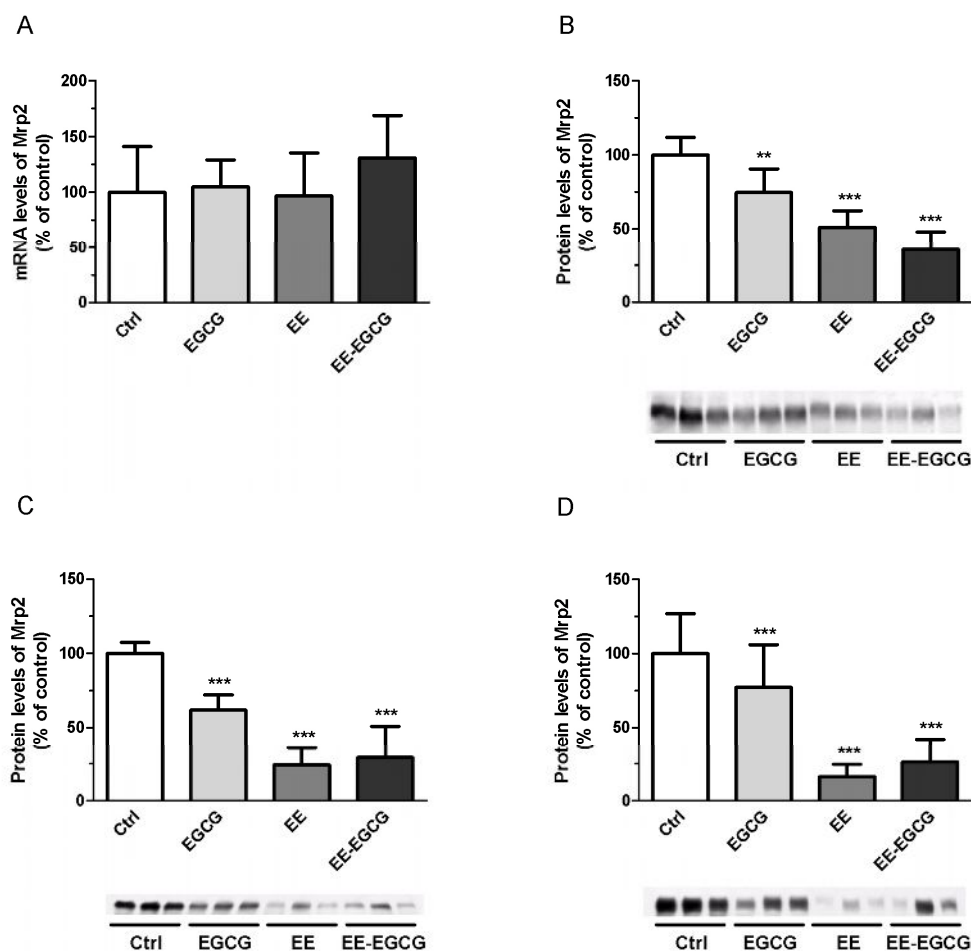 A
mRNA levels of Mrp2
(% of control)
200
150
100
50
0
Ctrl
EGCG
EE
EE-EGCG
B
Protein levels of Mrp2
(% of control)
150
100
50
0
**
***
***
Ctrl
EGCG
EE
EE-EGCG
Ctrl EGCG EE EE-EGCG
C
Protein levels of Mrp2
(% of control)
150
100
50
0
***
***
***
Ctrl
EGCG
EE
EE-EGCG
Ctrl EGCG EE EE-EGCG
D
Protein levels of Mrp2
(% of control)
150
100
50
0
***
***
***
Ctrl
EGCG
EE
EE-EGCG
Ctrl EGCG EE EE-EGCG